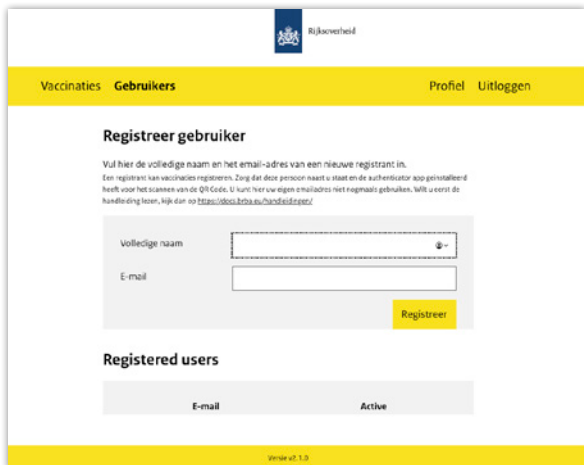 Rijksoverheid
Vaccinaties Gebruikers Profiel Uitloggen
Registreer gebruiker
Vul hier de volledige naam en het email-adres van een nieuwe registrant in.
Een registrant kan vaccinaties registreren. Zorg dat deze persoon naast u staat en de authenticator app geïnstalleerd
heeft voor het scannen van de QR Code. U kunt hier uw eigen emailadres niet nogmaals gebruiken. Wilt u eerst de
handleiding lezen, kijk dan op https://docs.brba.eu/handleidingen/
Volledige naam
E-mail
Registreer
Registered users
E-mail Active
Versie v2.1.0